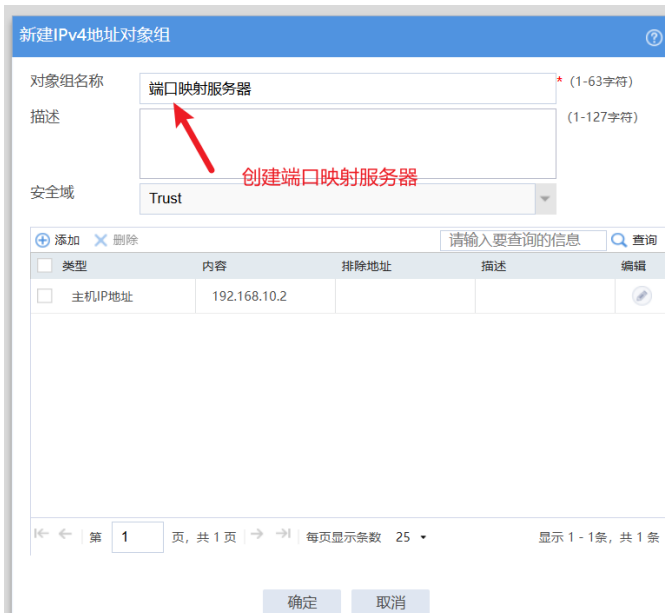 新建IPv4地址对象组
对象组名称 端口映射服务器 * (1-63字符)
描述 (1-127字符)
创建端口映射服务器
安全域 Trust
添加 删除 请输入要查询的信息 查询
类型 内容 排除地址 描述 编辑
主机IP地址 192.168.10.2
第 1 页, 共 1 页 每页显示条数 25 显示 1 - 1条, 共 1 条
确定 取消